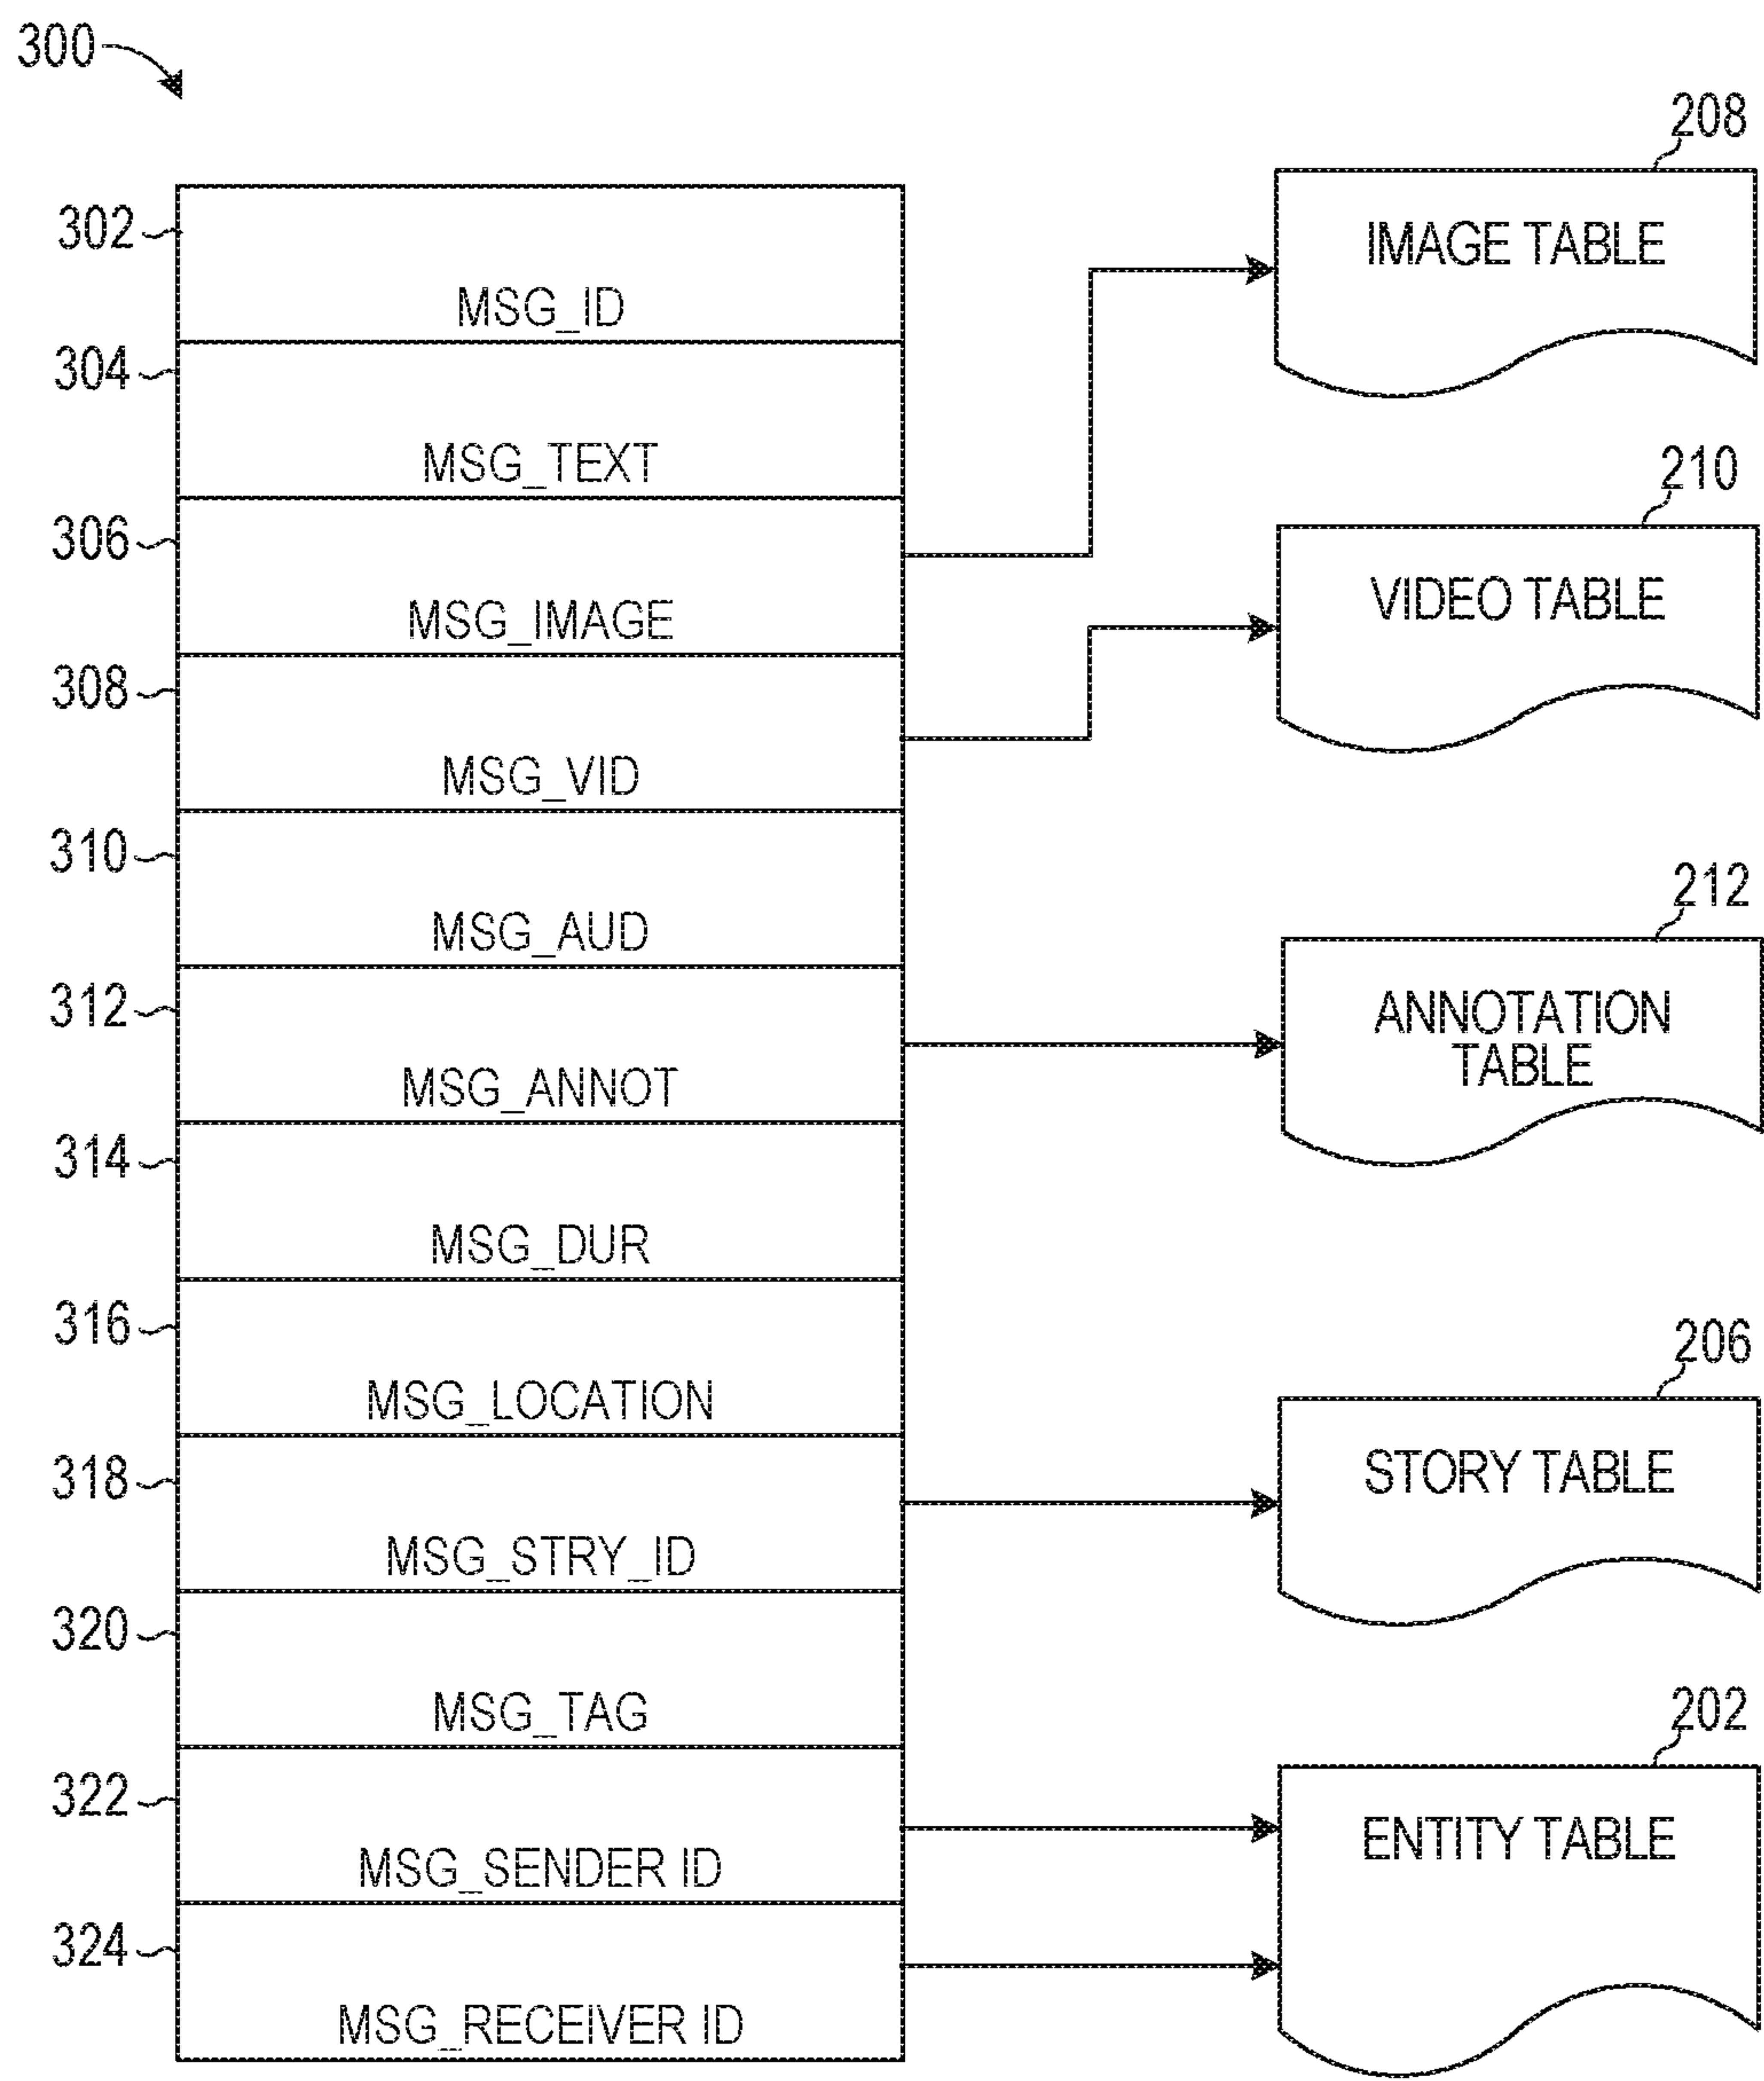 300
302
MSG_ID
304
MSG_TEXT
306
MSG_IMAGE
308
MSG_VID
310
MSG_AUD
312
MSG_ANNOT
314
MSG_DUR
316
MSG_LOCATION
318
MSG_STRY_ID
320
MSG_TAG
322
MSG_SENDER ID
324
MSG_RECEIVER ID
208
IMAGE TABLE
210
VIDEO TABLE
212
ANNOTATION
TABLE
206
STORY TABLE
202
ENTITY TABLE